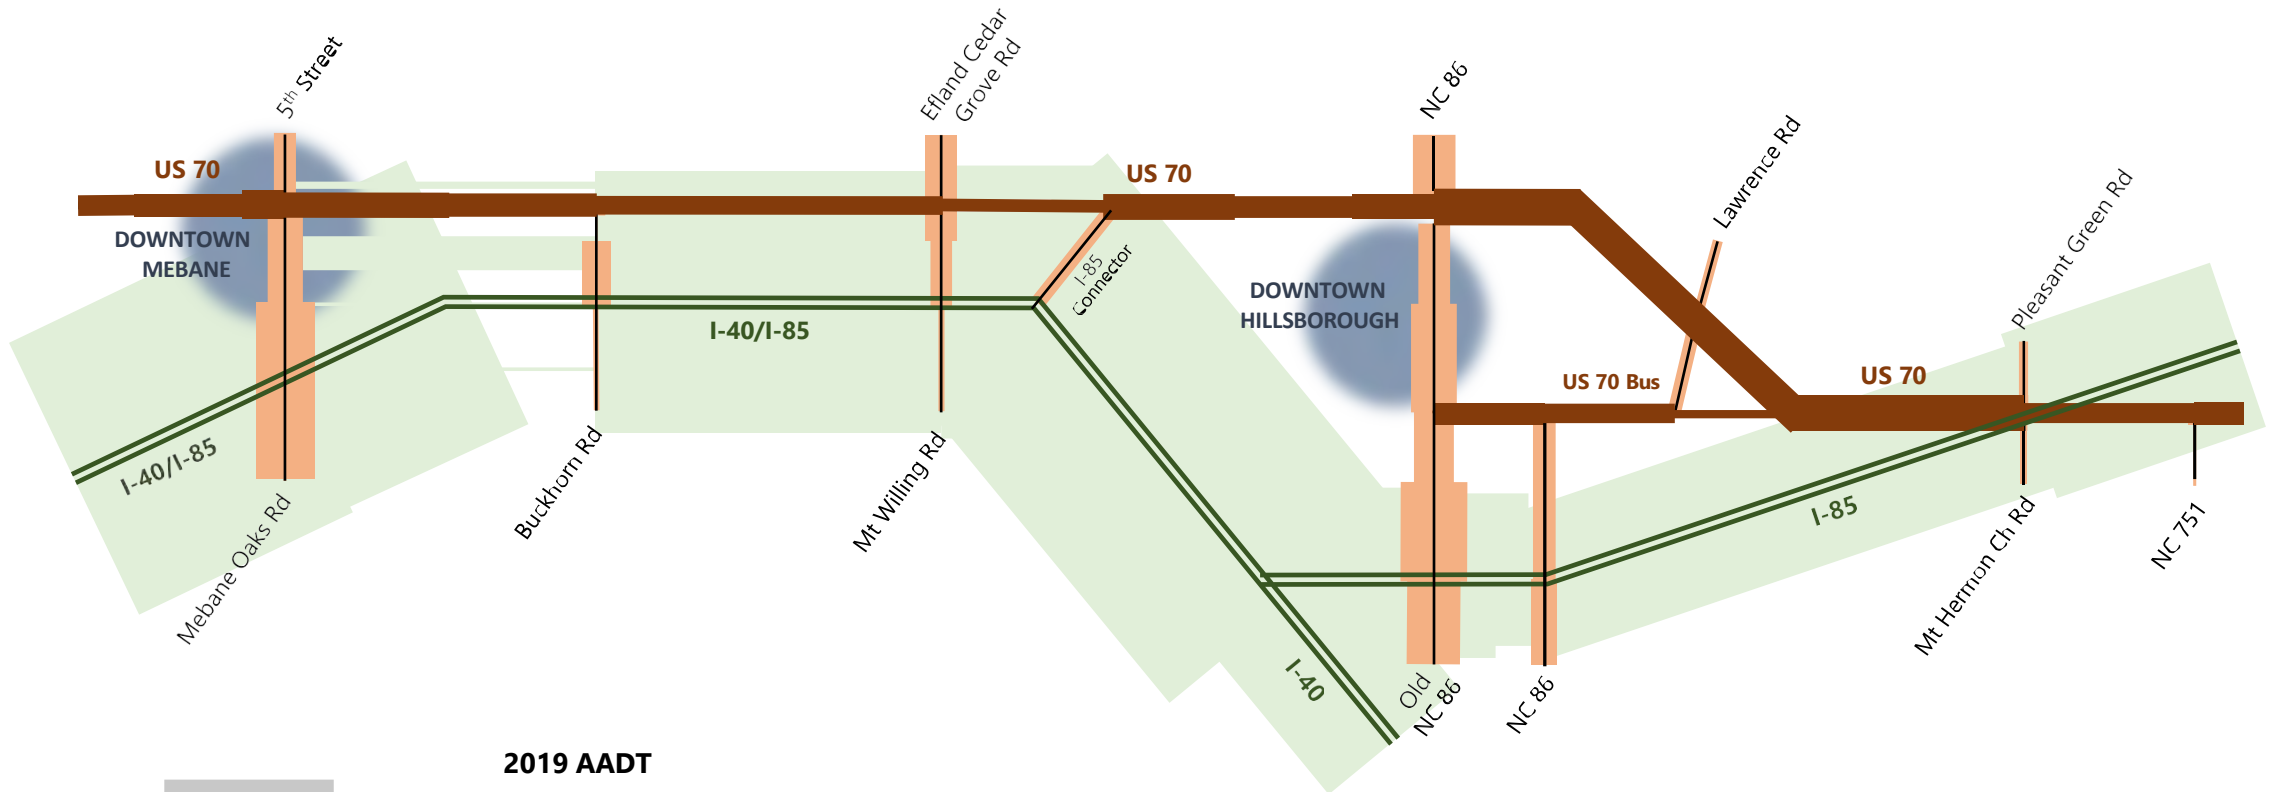 5th Street
Efland Cedar
Grove Rd
NC 86
Lawrence Rd
Pleasant Green Rd
US 70
US 70
DOWNTOWN
MEBANE
I-85
Connector
DOWNTOWN
HILLSBOROUGH
I-40/I-85
US 70 Bus
US 70
I-40/I-85
Buckhorn Rd
Mt Willing Rd
Mebane Oaks Rd
I-85
Mt Hermon Ch Rd
NC 751
I-40
Old
NC 86
NC 86
2019 AADT